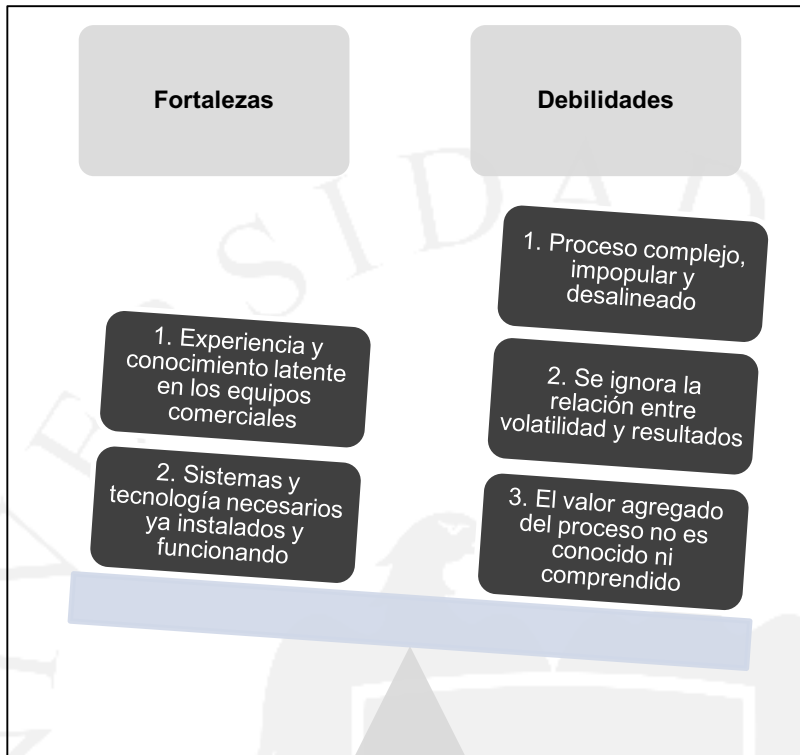 Fortalezas
Debilidades
1. Experiencia y
conocimiento latente
en los equipos
comerciales
2. Sistemas y
tecnología necesarios
ya instalados y
funcionando
1. Proceso complejo,
impopular y
desalineado
2. Se ignora la
relación entre
volatilidad y resultados
3. El valor agregado
del proceso no es
conocido ni
comprendido